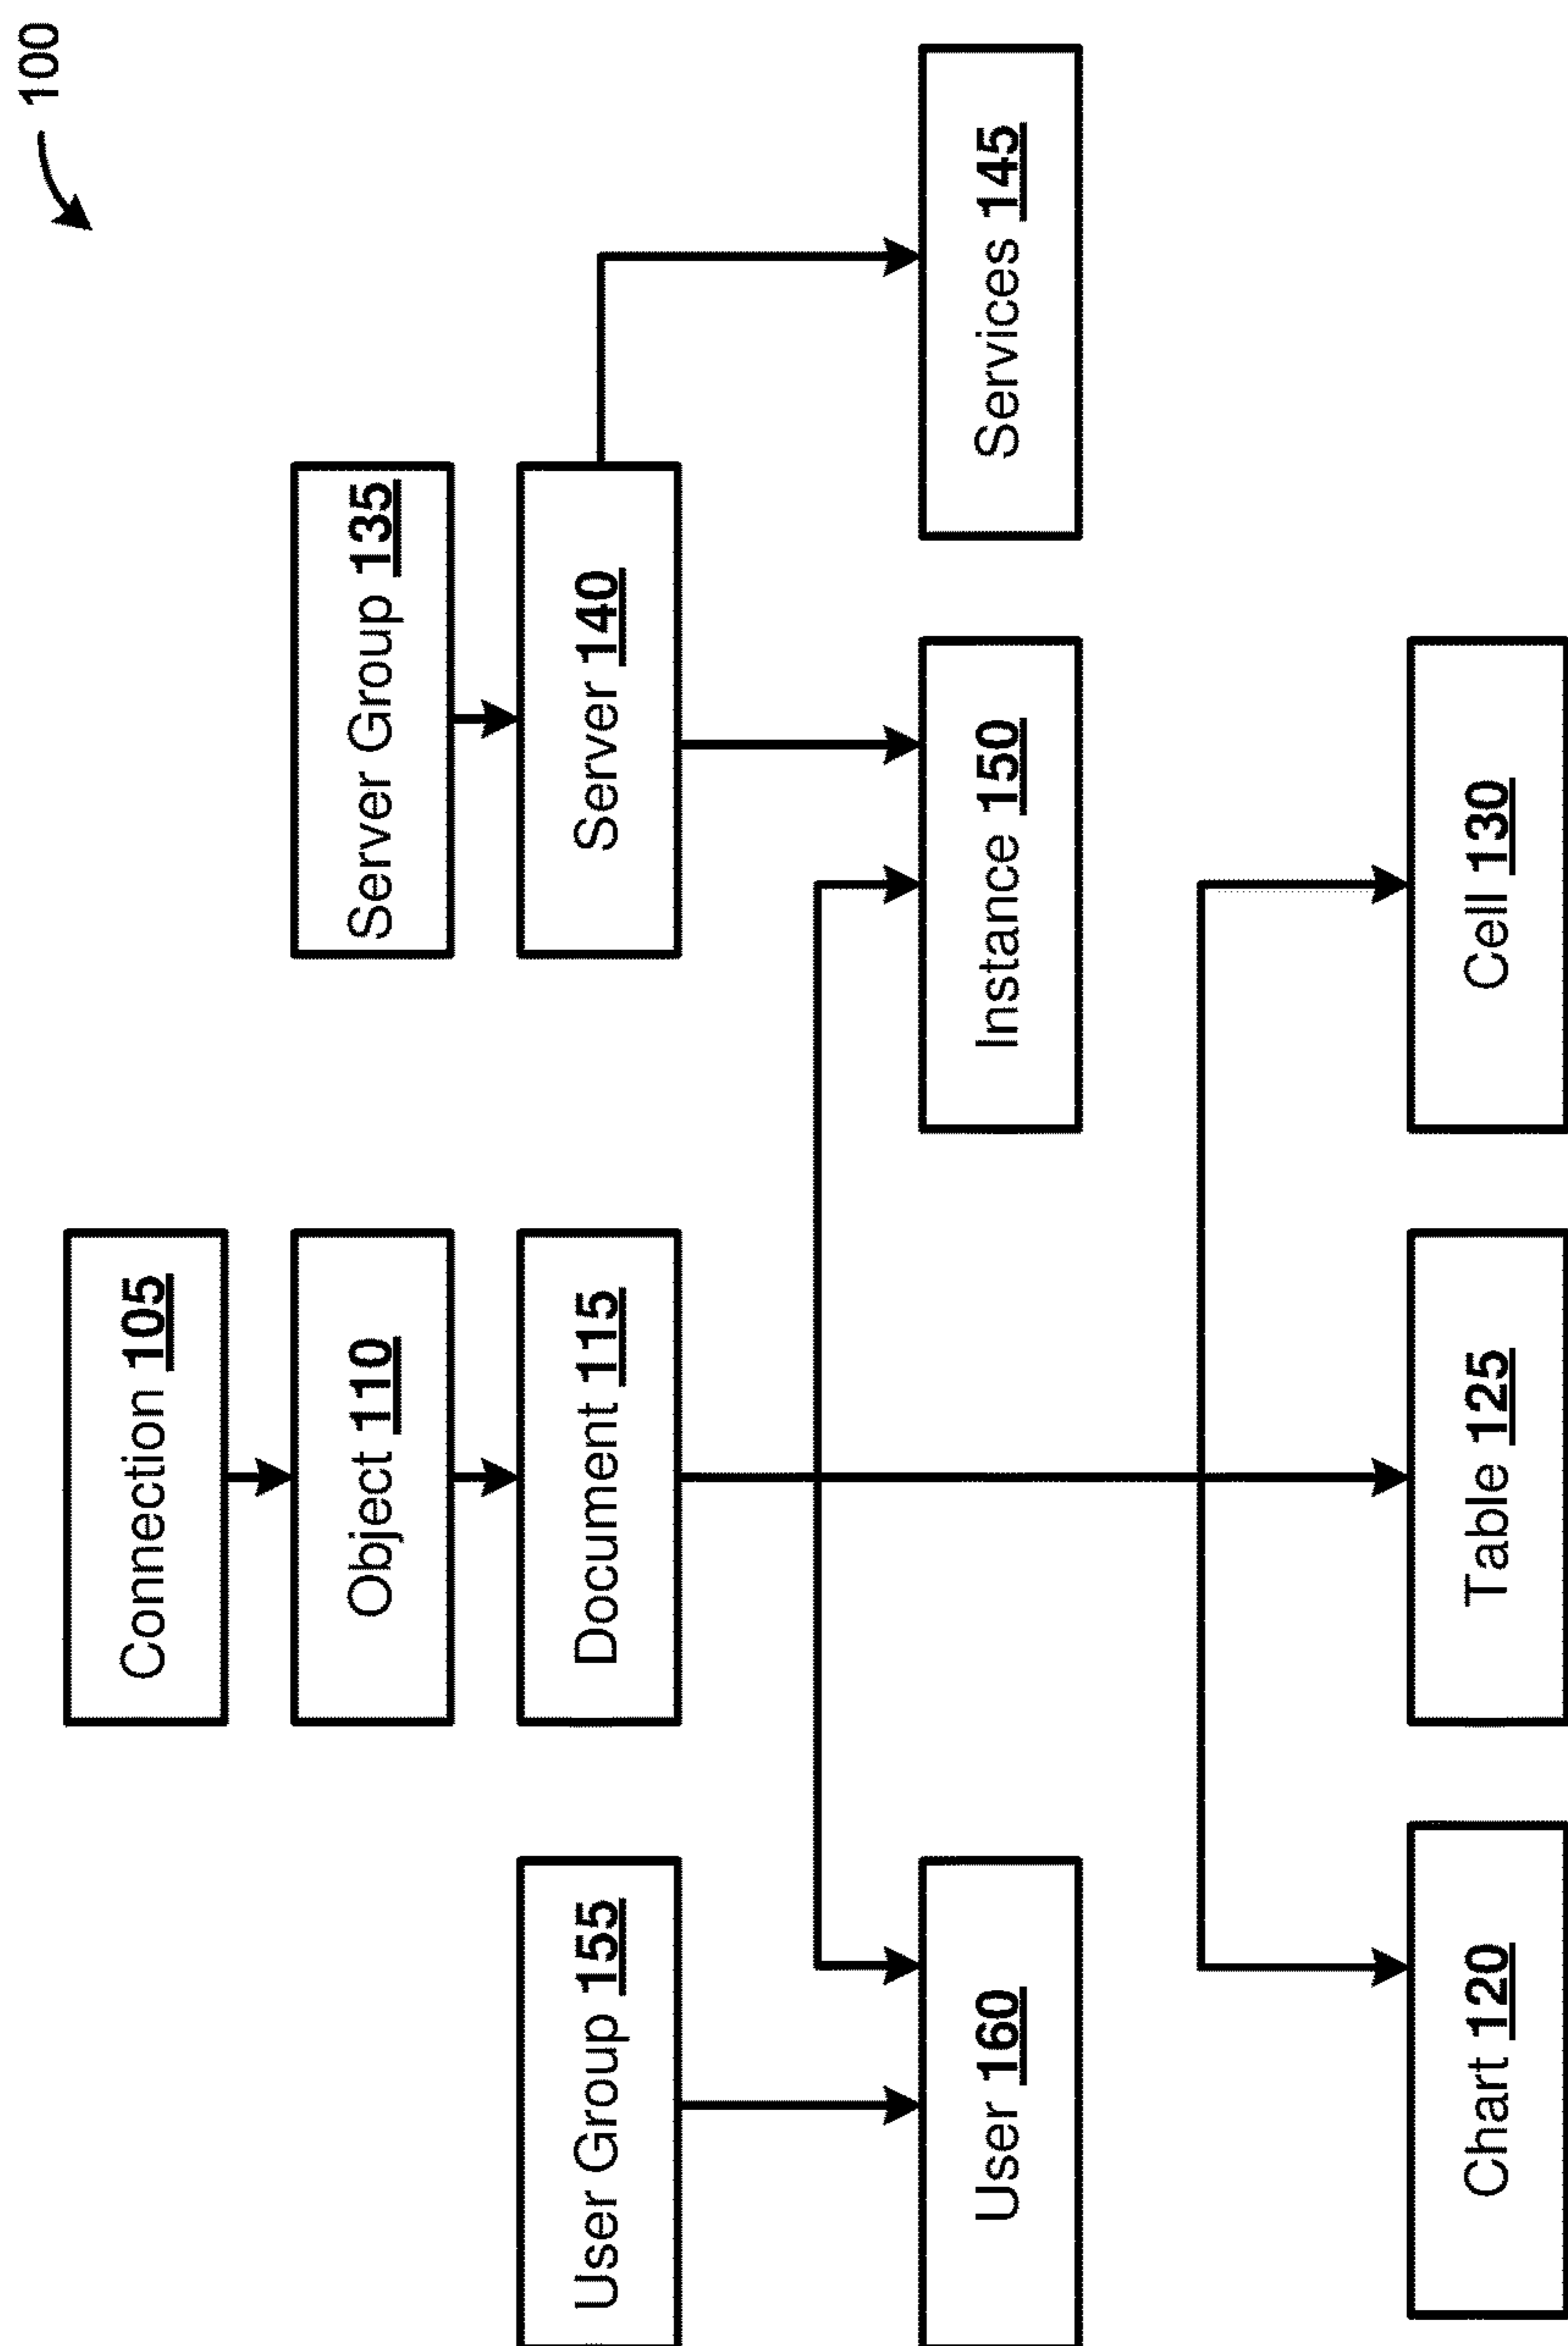 100
Connection 105
Object 110
Server Group 135
User Group 155
Document 115
Server 140
User 160
Instance 150
Services 145
Chart 120
Table 125
Cell 130